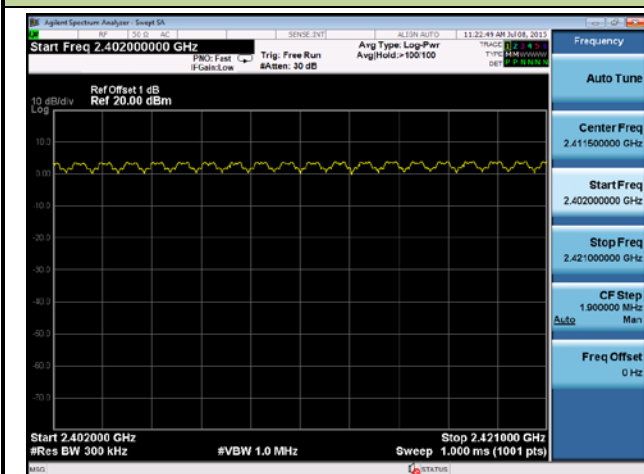 Agilent Spectrum Analyzer - Swept SA
RF 50 Ω AC SENSE:INT ALIGN AUTO 11:22:49 AM Jul 08, 2013
Start Freq 2.402000000 GHz
PNO: Fast
IFGain:Low
Trig: Free Run
#Atten: 30 dB
Avg Type: Log-Pwr
Avg|Hold:>100/100
TRACE 1 2 3 4 5 6
TYPE M M W W W W
DET P P N N N N
Ref Offset 1 dB
10 dB/div Ref 20.00 dBm
Log
10.0
0.00
-10.0
-20.0
-30.0
-40.0
-50.0
-60.0
-70.0
Start 2.402000 GHz Stop 2.421000 GHz
#Res BW 300 kHz #VBW 1.0 MHz Sweep 1.000 ms (1001 pts)
MSG STATUS
Frequency
Auto Tune
Center Freq
2.411500000 GHz
Start Freq
2.402000000 GHz
Stop Freq
2.421000000 GHz
CF Step
1.900000 MHz
Auto Man
Freq Offset
0 Hz